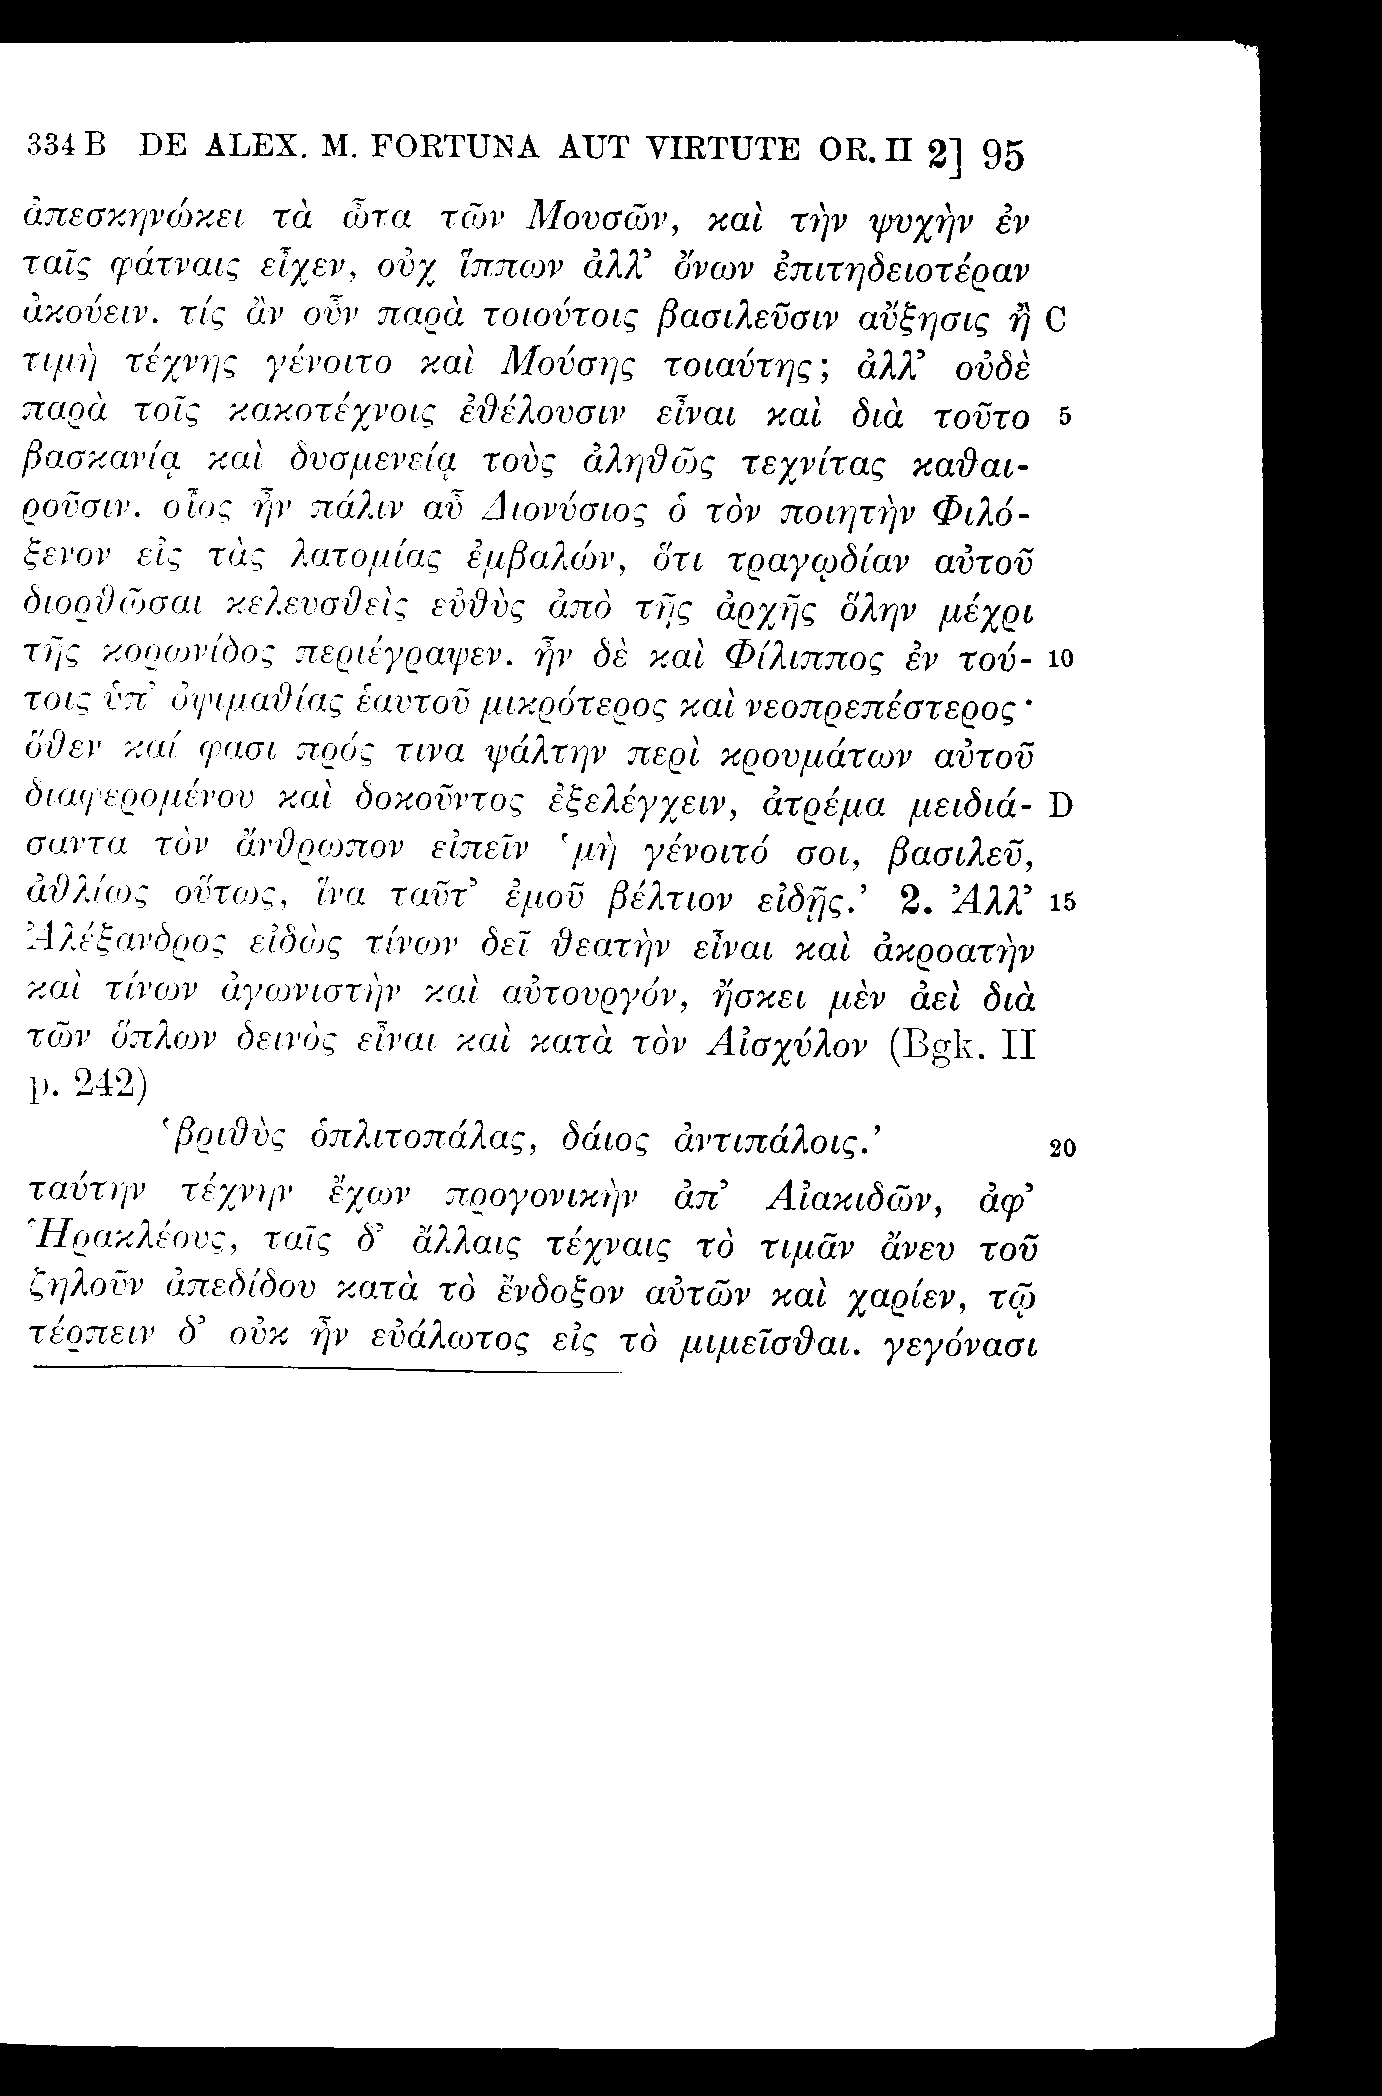 334 B DE ALEX. M. FORTUNA AUT VIRTUTE OR. II 2] 95
ἀπεσκηνώκει τὰ ὦτα τῶν Μουσῶν, καὶ τὴν ψυχὴν ἐν
ταῖς φάτναις εἶχεν, οὐχ ἵππων ἀλλ’ ὄνων ἐπιτηδειοτέραν
ἀκούειν. τίς ἂν οὖν παρὰ τοιούτοις βασιλεῦσιν αὔξησις ἢ C
τιμὴ τέχνης γένοιτο καὶ Μούσης τοιαύτης; ἀλλ’ οὐδὲ
παρὰ τοῖς κακοτέχνοις ἐθέλουσιν εἶναι καὶ διὰ τοῦτο 5
βασκανίᾳ καὶ δυσμενείᾳ τοὺς ἀληθῶς τεχνίτας καθαι-
ροῦσιν. οἷος ἦν πάλιν αὖ Διονύσιος ὁ τὸν ποιητὴν Φιλό-
ξενον εἰς τὰς λατομίας ἐμβαλών, ὅτι τραγῳδίαν αὐτοῦ
διορθῶσαι κελευσθεὶς εὐθὺς ἀπὸ τῆς ἀρχῆς ὅλην μέχρι
τῆς κορωνίδος περιέγραψεν. ἦν δὲ καὶ Φίλιππος ἐν τού- 10
τοις ὑπ’ ὀψιμαθίας ἑαυτοῦ μικρότερος καὶ νεοπρεπέστερος·
ὅθεν καί φασι πρός τινα ψάλτην περὶ κρουμάτων αὐτοῦ
διαφερομένου καὶ δοκοῦντος ἐξελέγχειν, ἀτρέμα μειδιά- D
σαντα τὸν ἄνθρωπον εἰπεῖν ‘μὴ γένοιτό σοι, βασιλεῦ,
ἀθλίως οὕτως, ἵνα ταῦτ’ ἐμοῦ βέλτιον εἰδῇς.’ 2. Ἀλλ’ 15
Ἀλέξανδρος εἰδὼς τίνων δεῖ θεατὴν εἶναι καὶ ἀκροατὴν
καὶ τίνων ἀγωνιστὴν καὶ αὐτουργόν, ἤσκει μὲν ἀεὶ διὰ
τῶν ὅπλων δεινὸς εἶναι καὶ κατὰ τὸν Αἰσχύλον (Bgk. II
p. 242)
‘βριθὺς ὁπλιτοπάλας, δάιος ἀντιπάλοις.’ 20
ταύτην τέχνην ἔχων προγονικὴν ἀπ’ Αἰακιδῶν, ἀφ’
Ἡρακλέους, ταῖς δ’ ἄλλαις τέχναις τὸ τιμᾶν ἄνευ τοῦ
ζηλοῦν ἀπεδίδου κατὰ τὸ ἔνδοξον αὐτῶν καὶ χαρίεν, τῷ
τέρπειν δ’ οὐκ ἦν εὐάλωτος εἰς τὸ μιμεῖσθαι. γεγόνασι